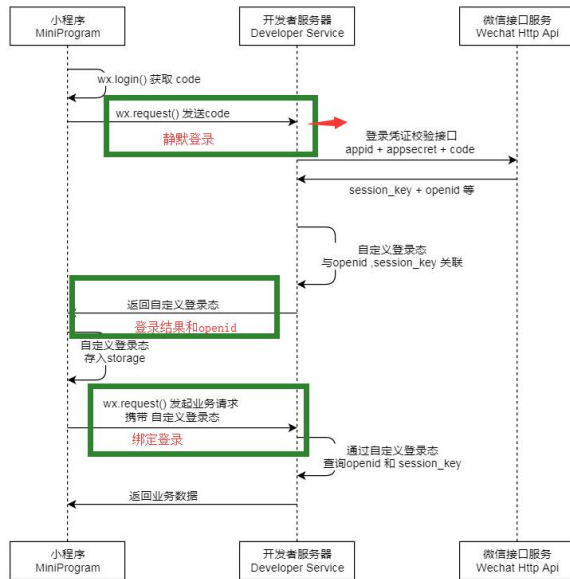 小程序
MiniProgram
开发者服务器
Developer Service
微信接口服务
Wechat Http Api
wx.login() 获取 code
wx.request() 发送code
静默登录
登录凭证校验接口
appid + appsecret + code
session_key + openid 等
自定义登录态
与openid ,session_key 关联
返回自定义登录态
登录结果和openid
自定义登录态
存入storage
wx.request() 发起业务请求
携带 自定义登录态
绑定登录
通过自定义登录态
查询openid 和 session_key
返回业务数据
小程序
MiniProgram
开发者服务器
Developer Service
微信接口服务
Wechat Http Api